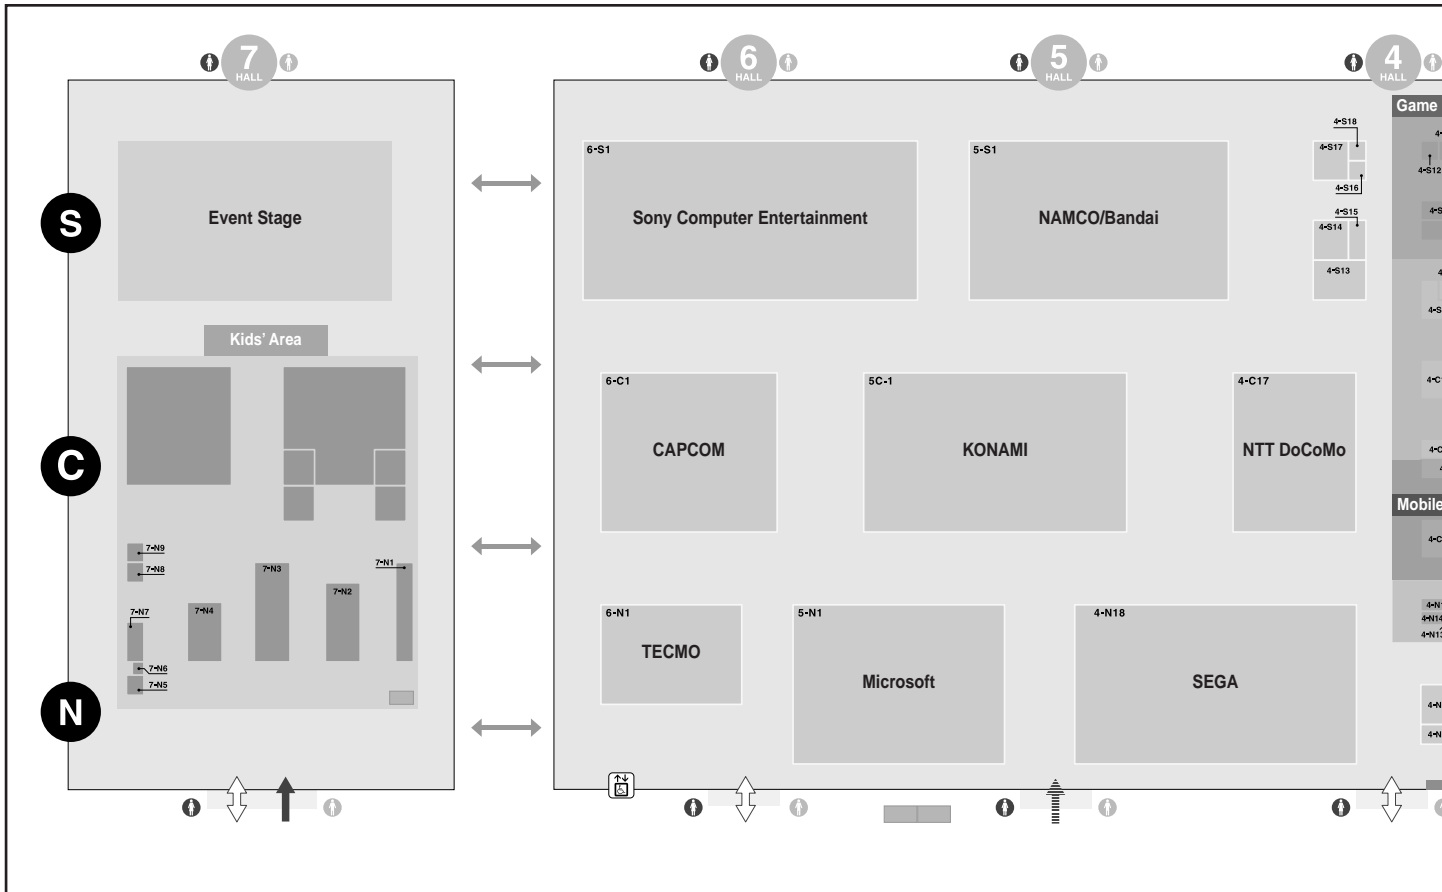 7
HALL
6
HALL
5
HALL
4
HALL
Game
S
C
N
Event Stage
Kids' Area
7-N9
7-N8
7-N7
7-N6
7-N5
7-N4
7-N3
7-N2
7-N1
6-S1
Sony Computer Entertainment
5-S1
NAMCO/Bandai
4-S18
4-S17
4-S16
4-S15
4-S14
4-S13
4-S12
6-C1
CAPCOM
5C-1
KONAMI
4-C17
NTT DoCoMo
Mobile
6-N1
TECMO
5-N1
Microsoft
4-N18
SEGA
4-N14
4-N13